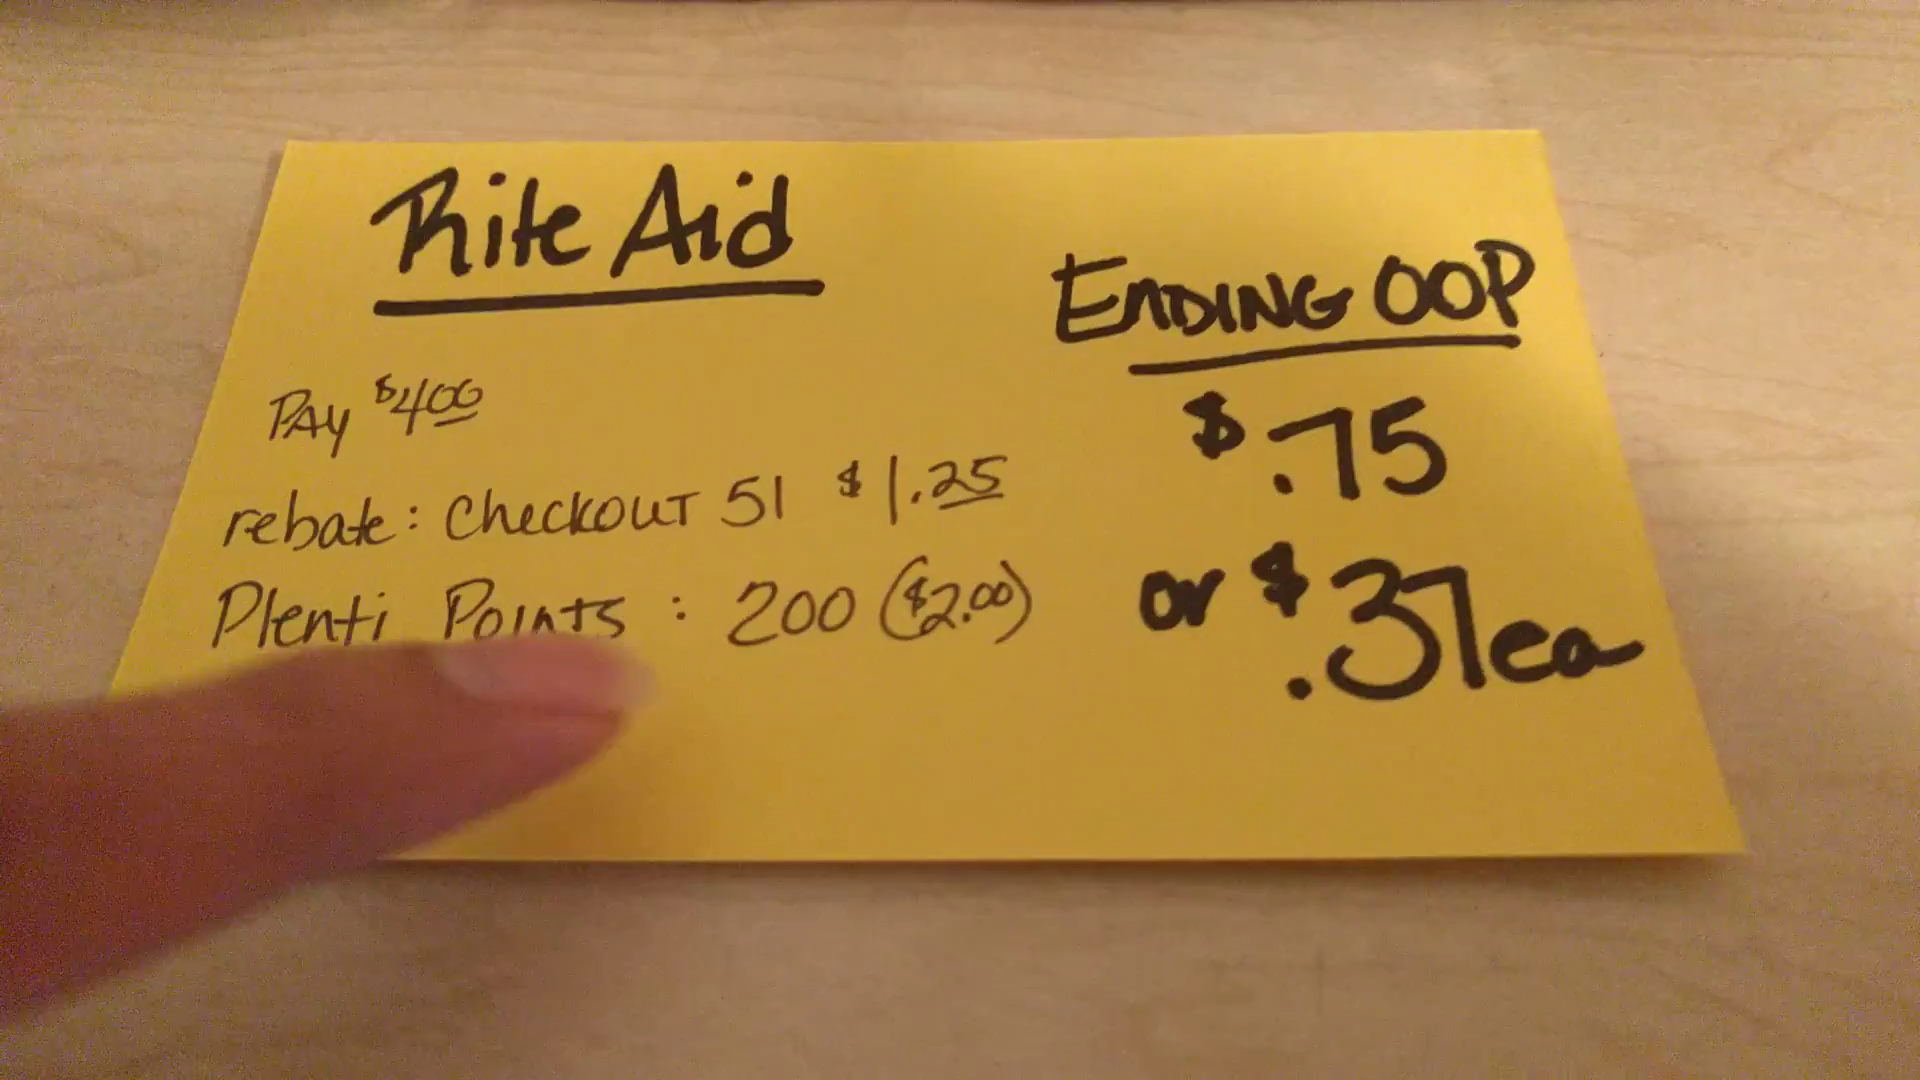 Rite Aid
Pay $4.00
rebate: Checkout 51 $1.25
Plenti Points: 200 ($2.00)
ENDING OOP
$.75
or $.37ea